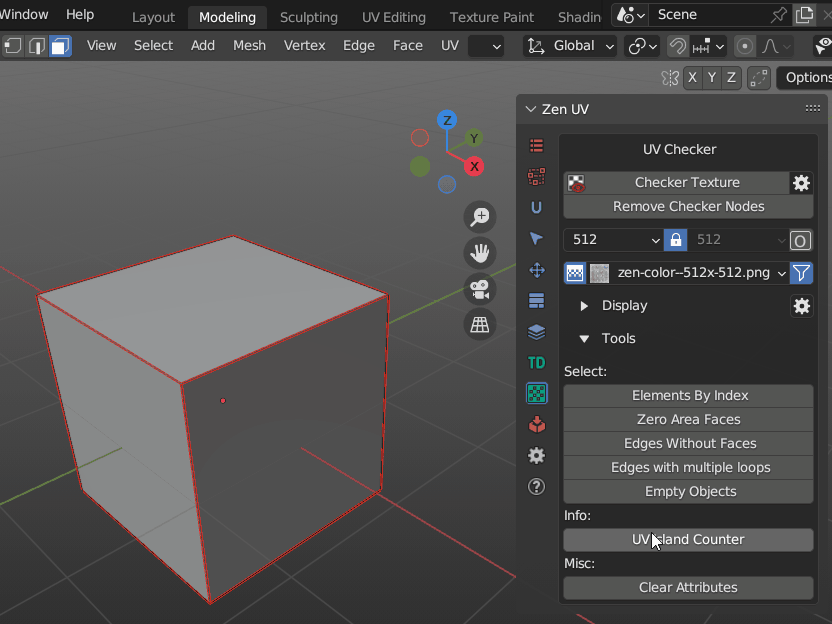 Window Help Layout Modeling Sculpting UV Editing Texture Paint Shadin Scene
View Select Add Mesh Vertex Edge Face UV Global
X Y Z Options
Zen UV
Z
Y
X
UV Checker
Checker Texture
Remove Checker Nodes
512 512
zen-color--512x-512.png
Display
Tools
TD
Select:
Elements By Index
Zero Area Faces
Edges Without Faces
Edges with multiple loops
Empty Objects
Info:
UV Island Counter
Misc:
Clear Attributes